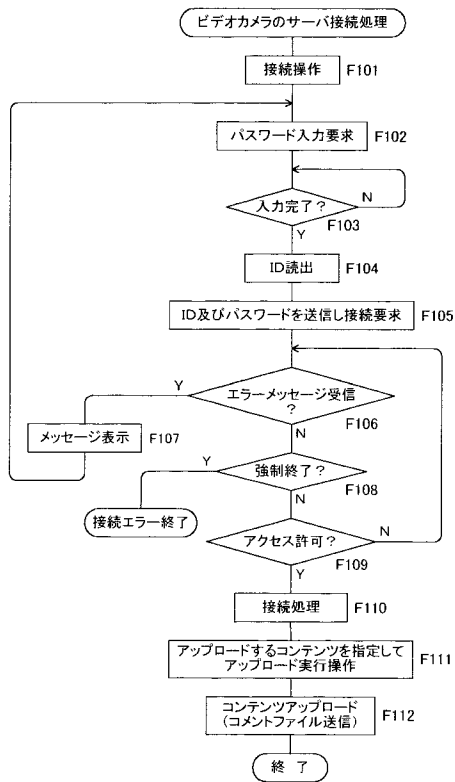 ビデオカメラのサーバ接続処理
接続操作 F101
パスワード入力要求 F102
入力完了? N
F103
Y
ID読出 F104
ID及びパスワードを送信し接続要求 F105
Y エラーメッセージ受信
?
F106
メッセージ表示 F107
N
Y 強制終了?
F108
接続エラー終了
N
アクセス許可? N
F109
Y
接続処理 F110
アップロードするコンテンツを指定して
アップロード実行操作
F111
コンテンツアップロード
(コメントファイル送信)
F112
終了